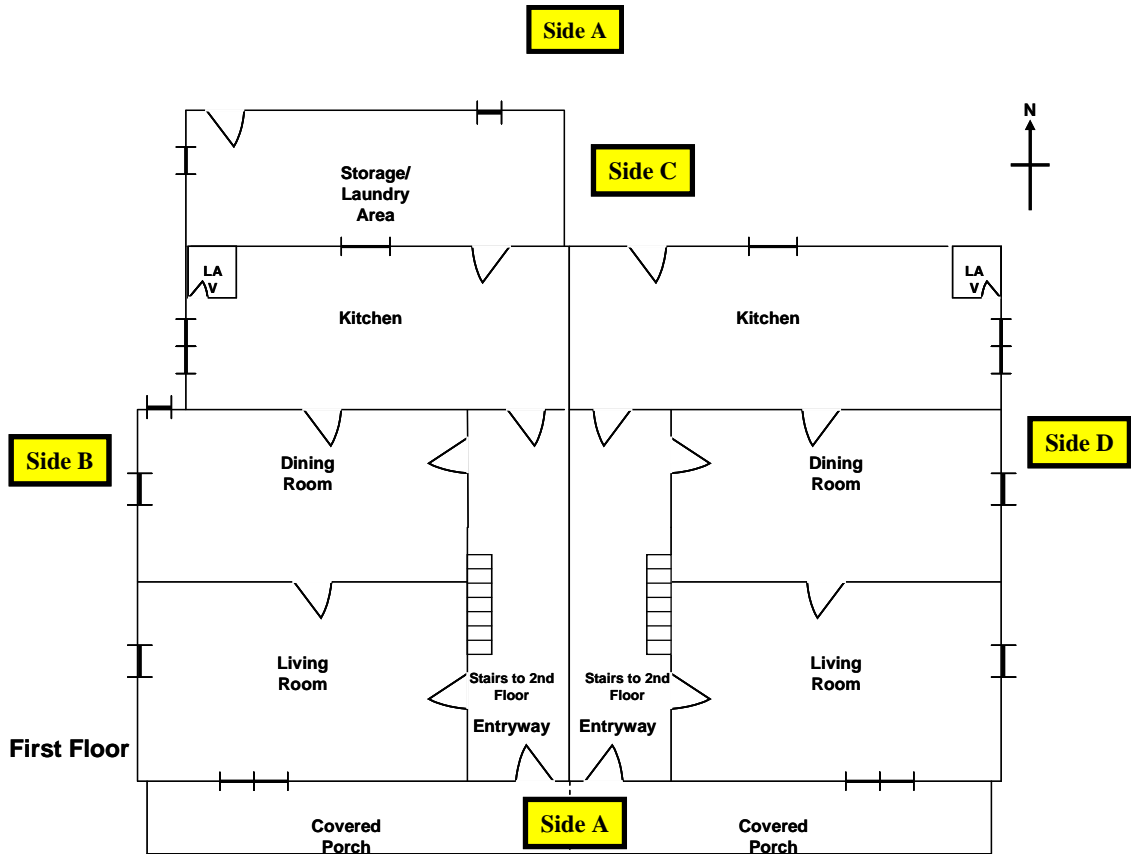 Side A
N
Side C
Storage/
Laundry
Area
LA
V
LA
V
Kitchen
Kitchen
Side B
Side D
Dining
Room
Dining
Room
Living
Room
Living
Room
Stairs to 2nd
Floor
Stairs to 2nd
Floor
Entryway
Entryway
First Floor
Side A
Covered
Porch
Covered
Porch